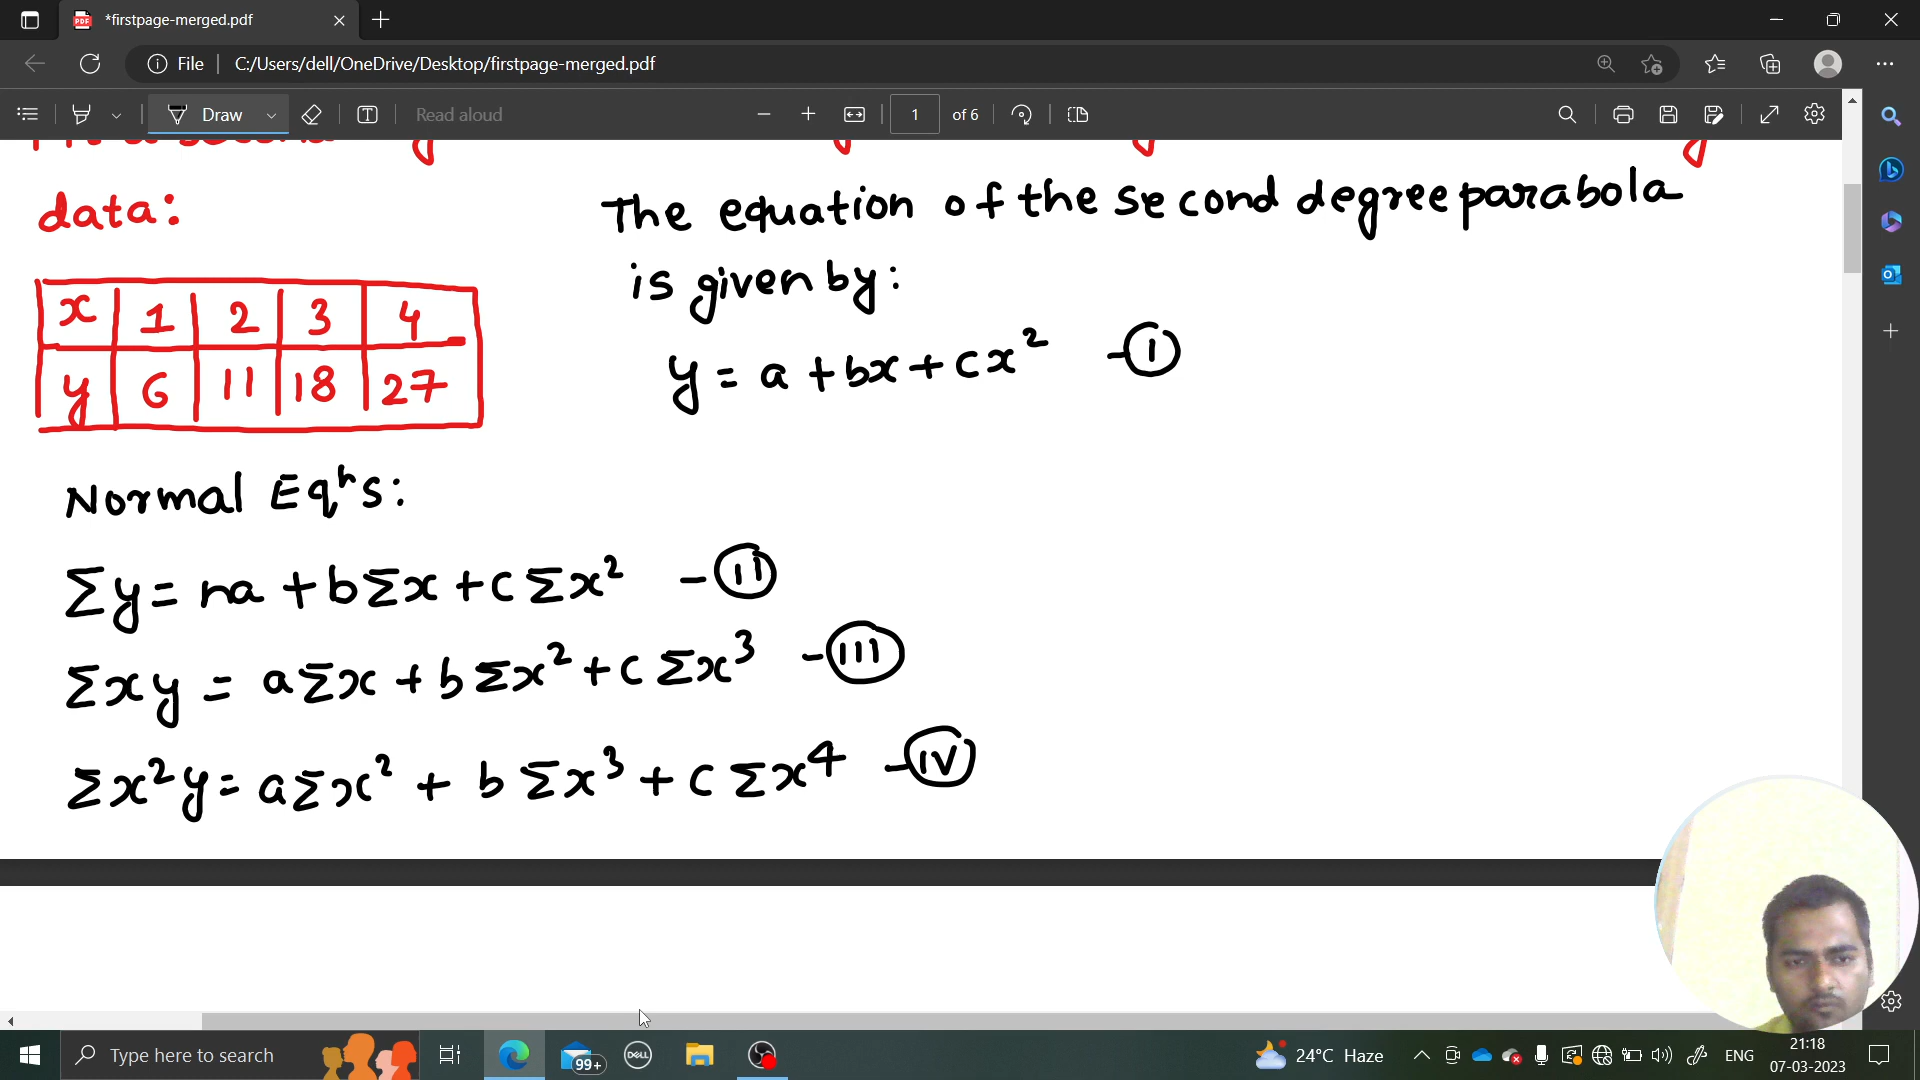 *firstpage-merged.pdf
File
C:/Users/dell/OneDrive/Desktop/firstpage-merged.pdf
Draw
Read aloud
1 of 6
data:
x 1 2 3 4
y 6 11 18 27
The equation of the second degree parabola
is given by:
y = a + bx + cx² -(I)
Normal Eqⁿs:
Σy = na + bΣx + cΣx² -(II)
Σxy = aΣx + bΣx² + cΣx³ -(III)
Σx²y = aΣx² + bΣx³ + cΣx⁴ -(IV)
Type here to search
99+
DELL
24°C Haze
ENG
21:18
07-03-2023